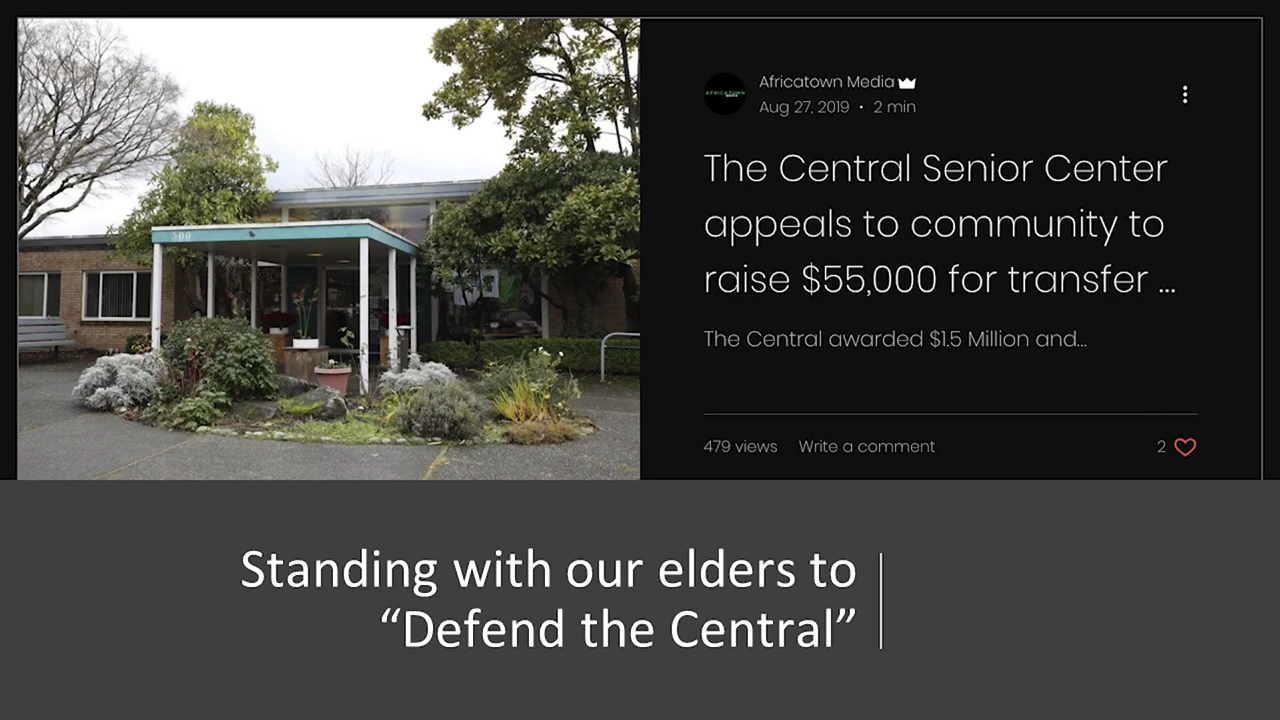 500
AFRICATOWN
Africatown Media
Aug 27, 2019 • 2 min
The Central Senior Center
appeals to community to
raise $55,000 for transfer ...
The Central awarded $1.5 Million and...
479 views Write a comment 2
Standing with our elders to
“Defend the Central”